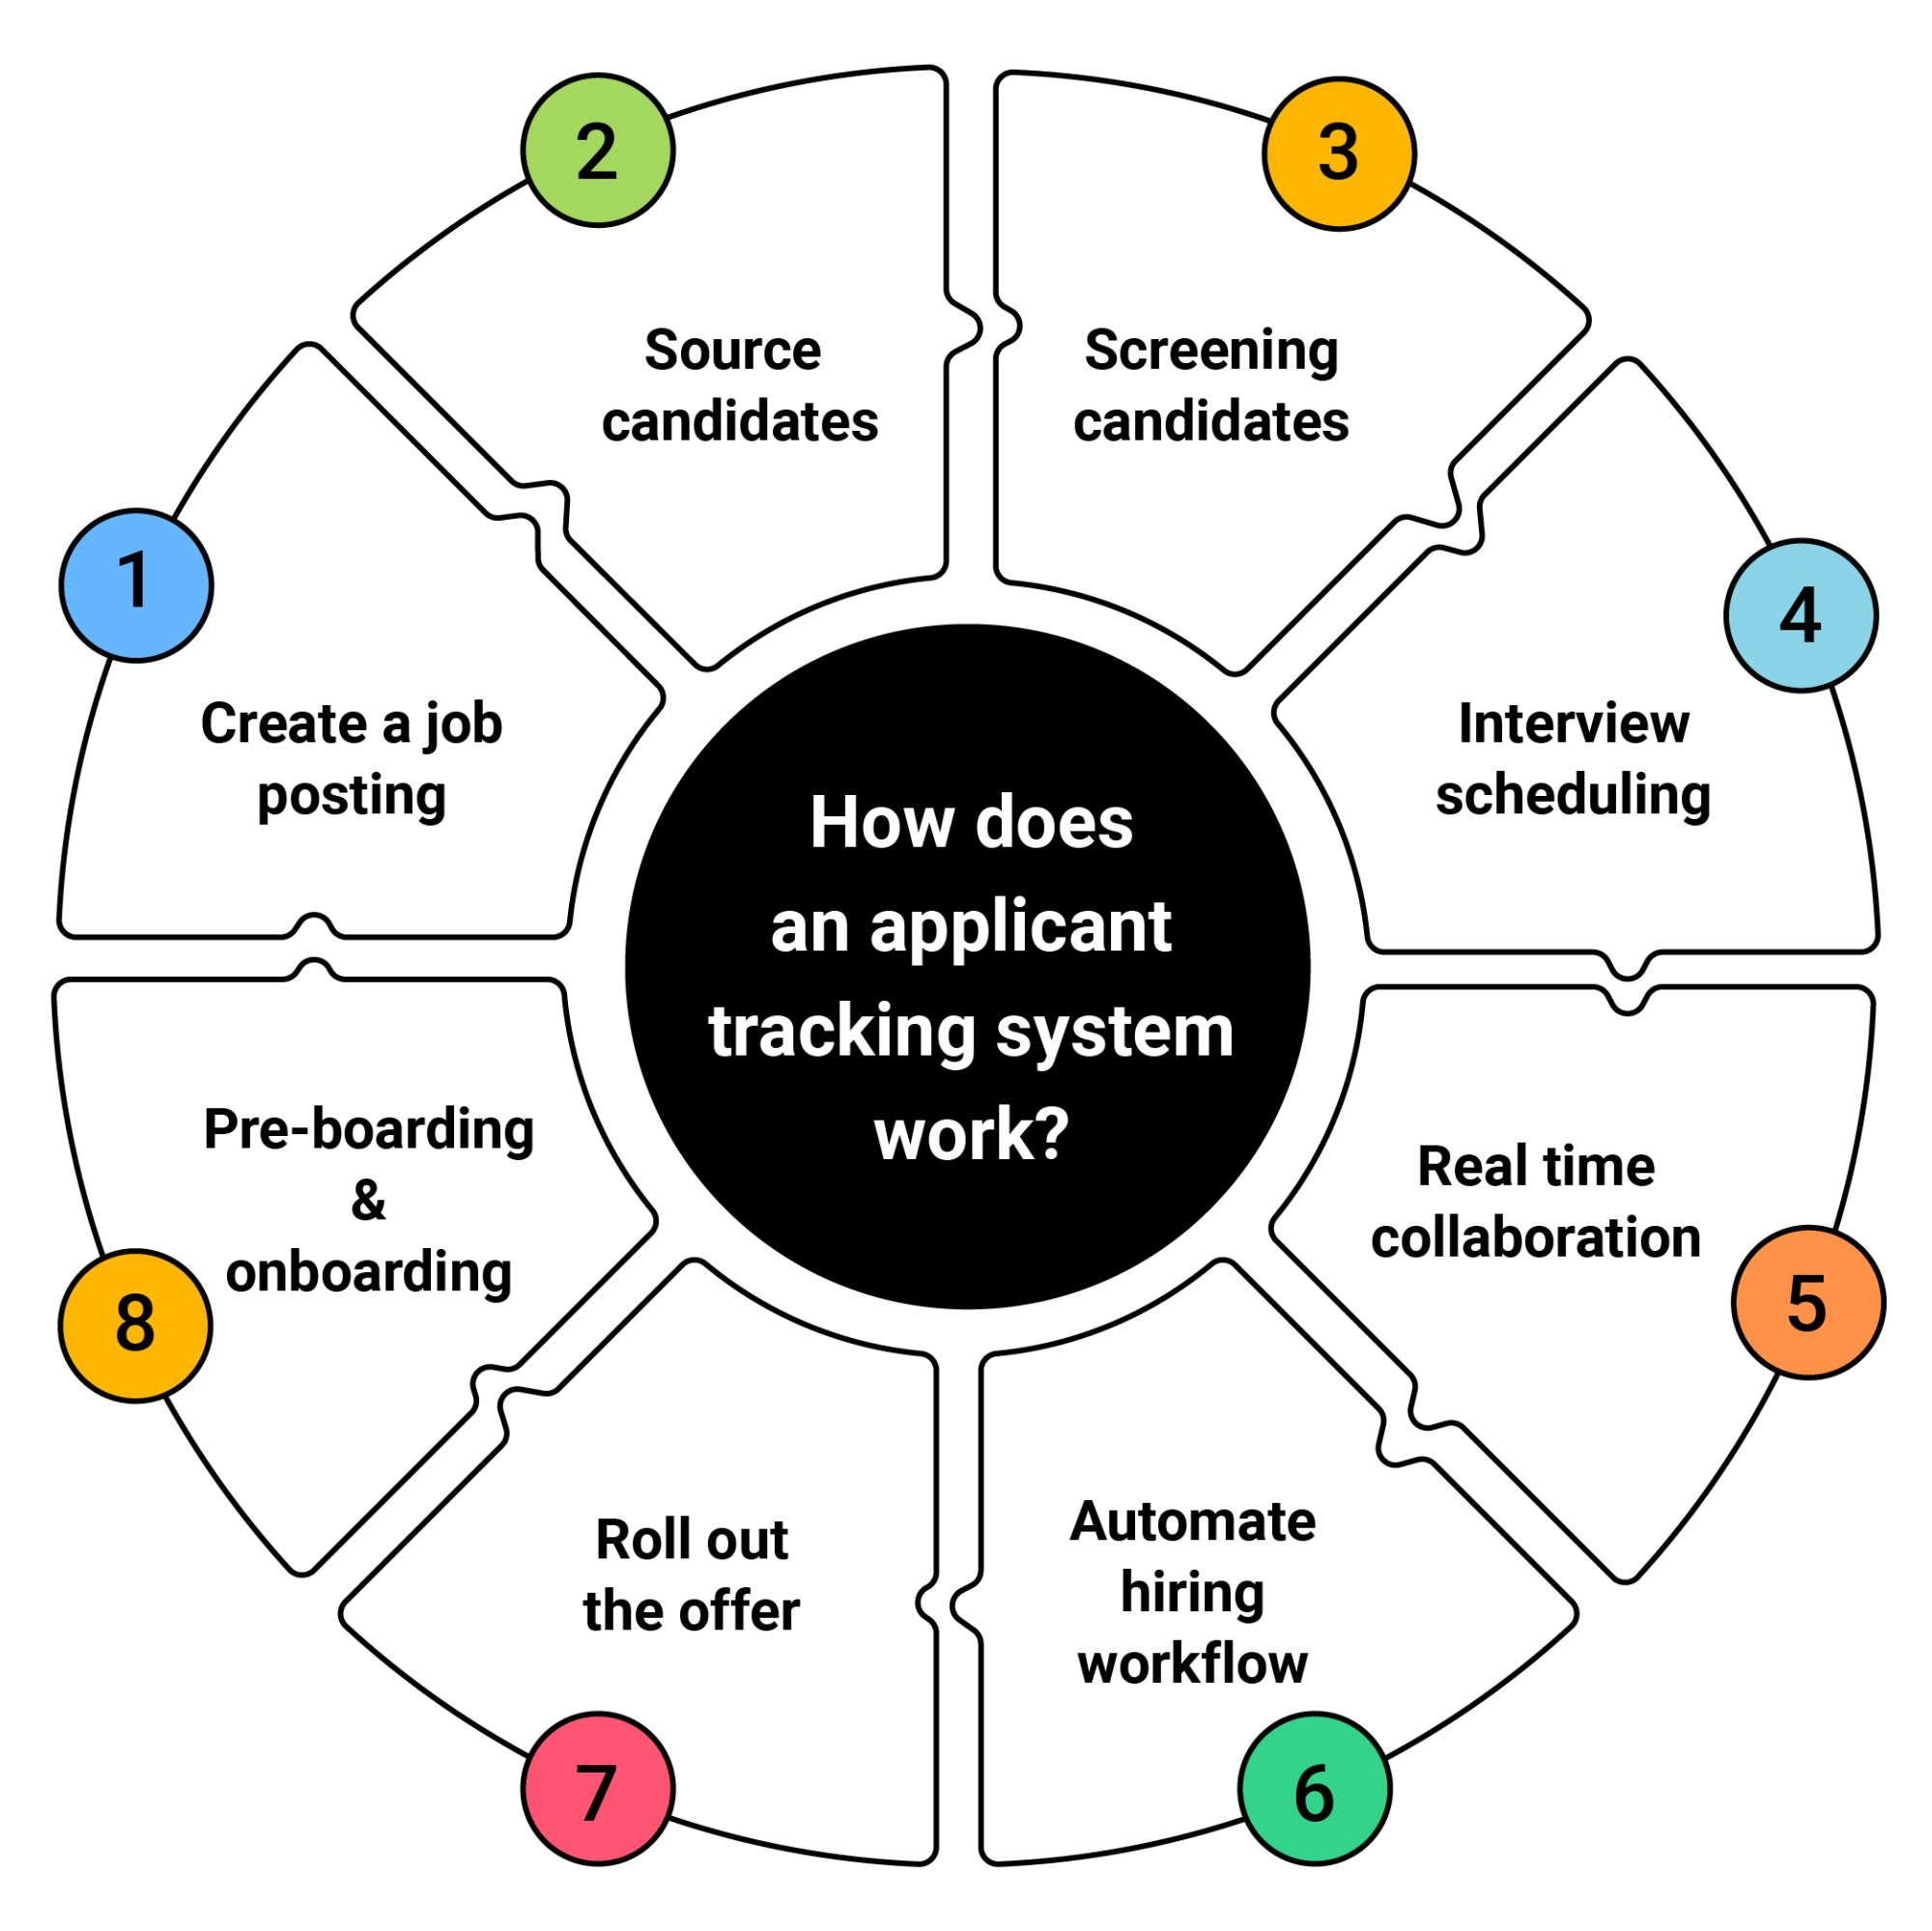 How does
an applicant
tracking system
work?
1
Create a job
posting
2
Source
candidates
3
Screening
candidates
4
Interview
scheduling
5
Real time
collaboration
6
Automate
hiring
workflow
7
Roll out
the offer
8
Pre-boarding
&
onboarding